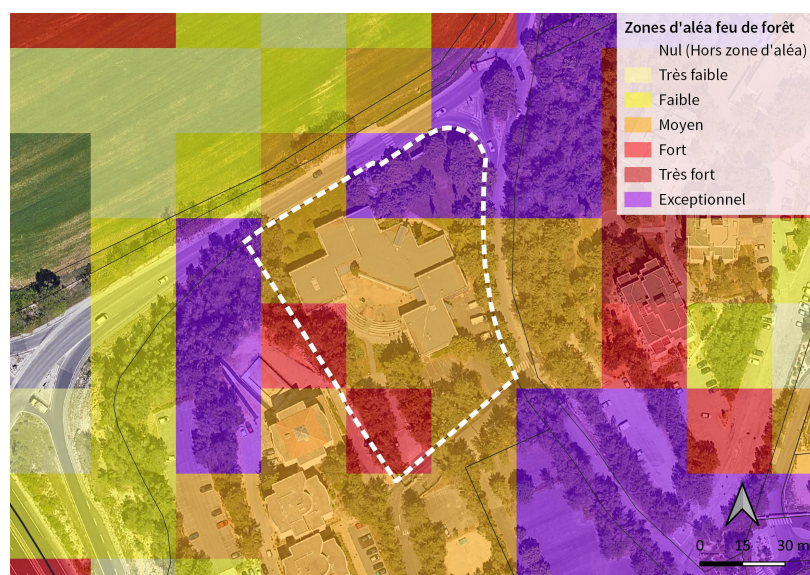 Zones d'aléa feu de forêt
Nul (Hors zone d'aléa)
Très faible
Faible
Moyen
Fort
Très fort
Exceptionnel
0 15 30 m